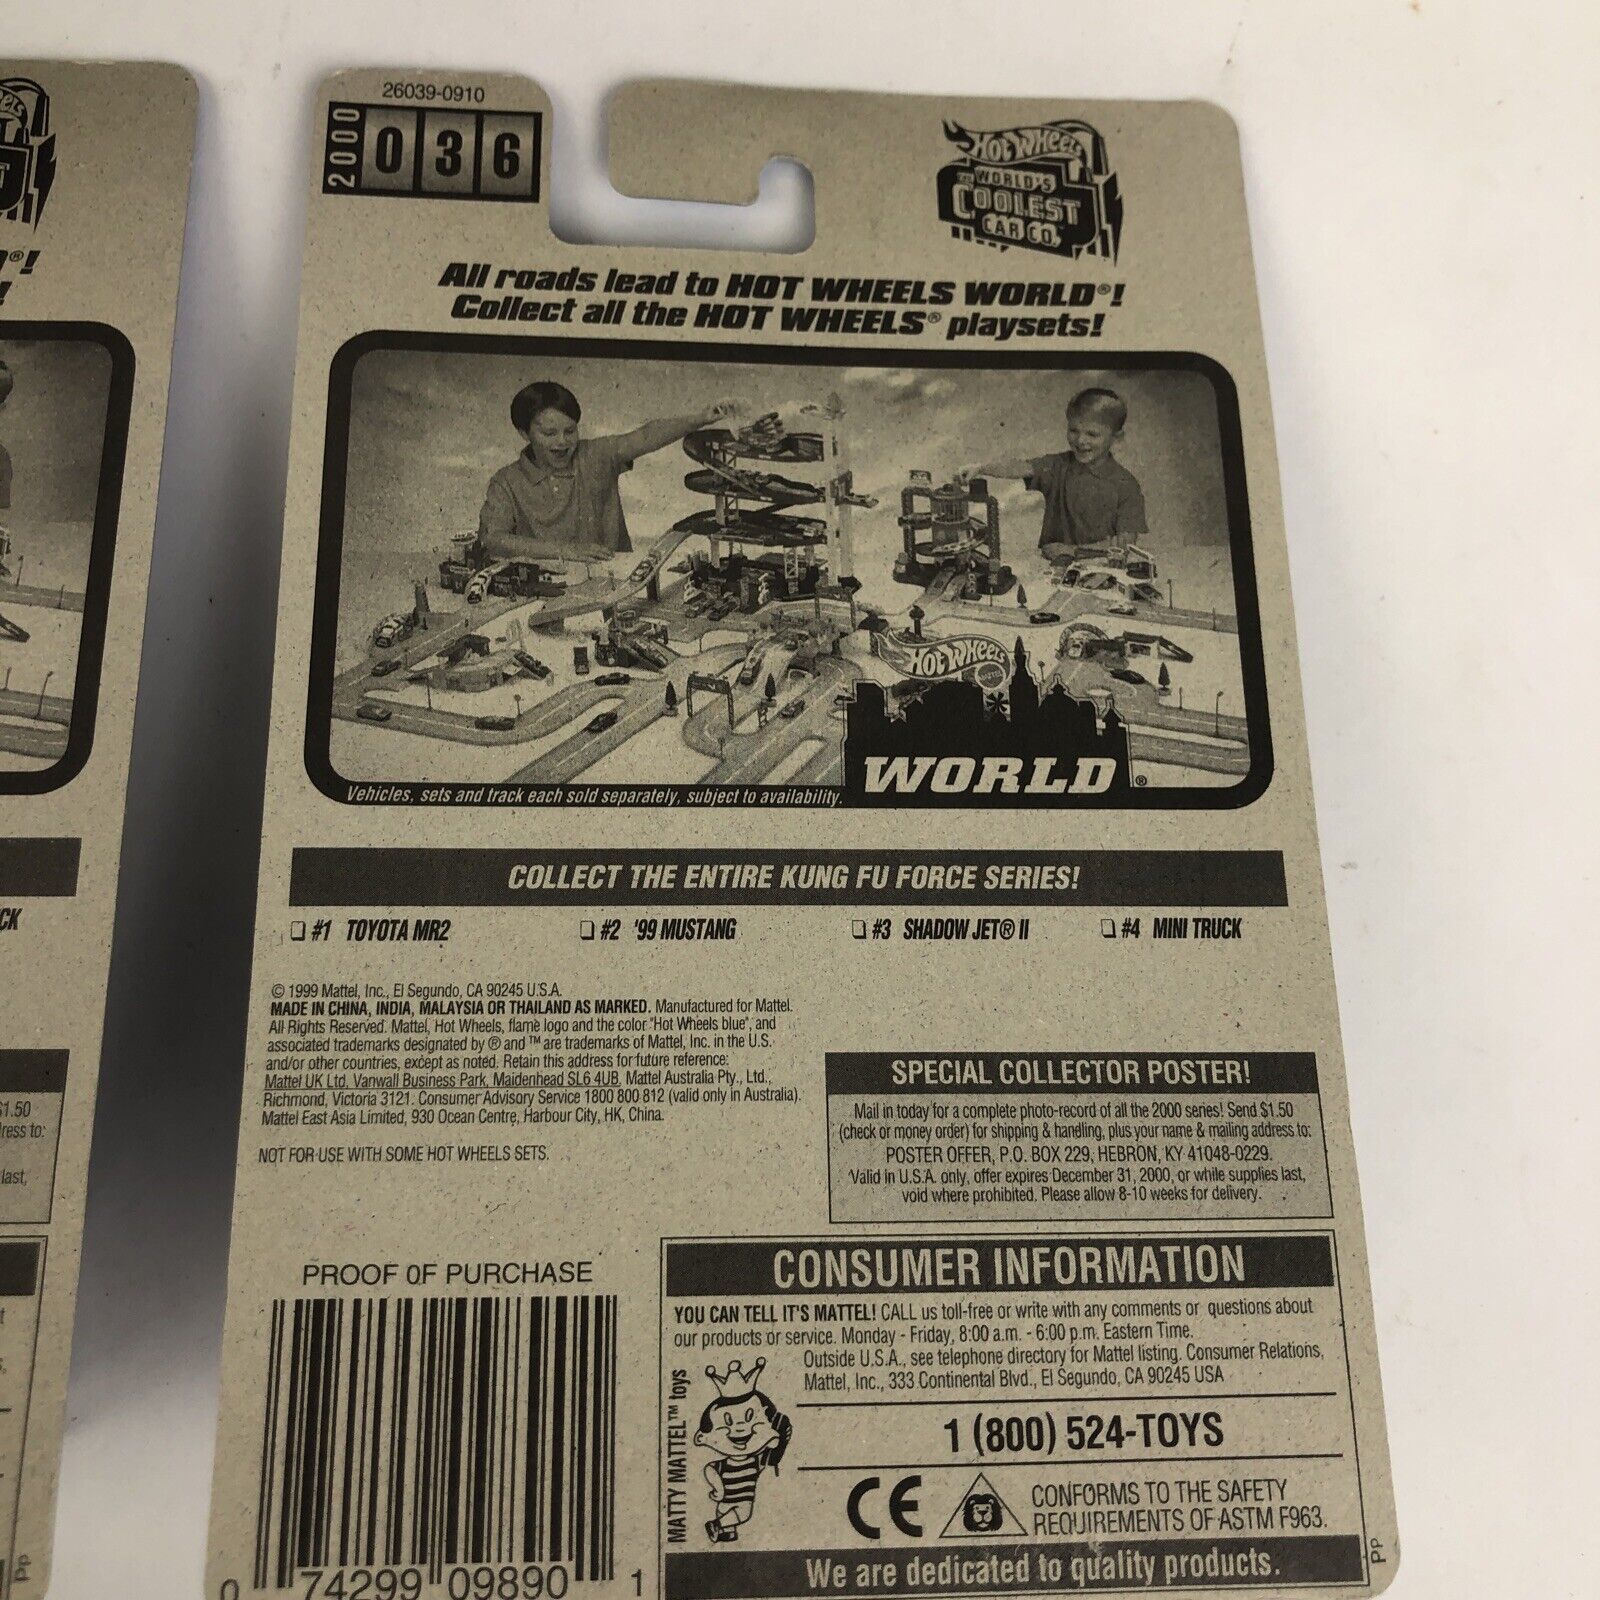 26039-0910
2000
036
HOT WHEELS
THE WORLD'S
COOLEST
CAR CO.™
All roads lead to HOT WHEELS WORLD®!
Collect all the HOT WHEELS® playsets!
HOT WHEELS
MATTEL
WORLD®
Vehicles, sets and track each sold separately, subject to availability.
COLLECT THE ENTIRE KUNG FU FORCE SERIES!
#1 TOYOTA MR2
#2 '99 MUSTANG
#3 SHADOW JET® II
#4 MINI TRUCK
© 1999 Mattel, Inc., El Segundo, CA 90245 U.S.A.
MADE IN CHINA, INDIA, MALAYSIA OR THAILAND AS MARKED. Manufactured for Mattel.
All Rights Reserved. Mattel, Hot Wheels, flame logo and the color "Hot Wheels blue", and
associated trademarks designated by ® and ™ are trademarks of Mattel, Inc. in the U.S.
and/or other countries, except as noted. Retain this address for future reference:
Mattel UK Ltd, Vanwall Business Park, Maidenhead SL6 4UB. Mattel Australia Pty., Ltd.,
Richmond, Victoria 3121. Consumer Advisory Service 1800 800 812 (valid only in Australia).
Mattel East Asia Limited, 930 Ocean Centre, Harbour City, HK, China.
NOT FOR USE WITH SOME HOT WHEELS SETS.
SPECIAL COLLECTOR POSTER!
Mail in today for a complete photo-record of all the 2000 series! Send $1.50
(check or money order) for shipping & handling, plus your name & mailing address to:
POSTER OFFER, P.O. BOX 229, HEBRON, KY 41048-0229.
Valid in U.S.A. only, offer expires December 31, 2000, or while supplies last,
void where prohibited. Please allow 8-10 weeks for delivery.
PROOF OF PURCHASE
0 74299 09890 1
CONSUMER INFORMATION
YOU CAN TELL IT'S MATTEL! CALL us toll-free or write with any comments or questions about
our products or service. Monday - Friday, 8:00 a.m. - 6:00 p.m. Eastern Time.
Outside U.S.A., see telephone directory for Mattel listing. Consumer Relations,
Mattel, Inc., 333 Continental Blvd., El Segundo, CA 90245 USA
MATTY MATTEL™ toys
1 (800) 524-TOYS
CE
CONFORMS TO THE SAFETY
REQUIREMENTS OF ASTM F963.
We are dedicated to quality products.
Pp
CK
$1.50
ress to:
last,
Pp